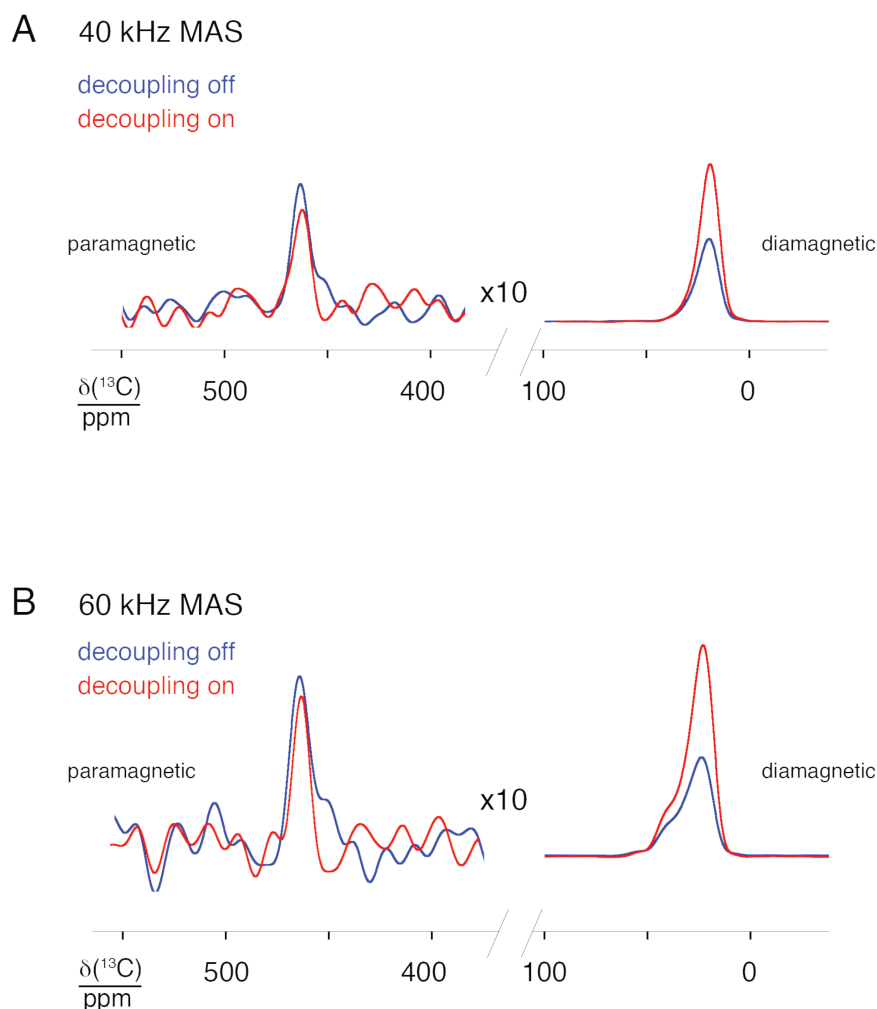 A 40 kHz MAS
decoupling off
decoupling on
paramagnetic
diamagnetic
x10
500 400 100 0
δ(¹³C)
ppm
B 60 kHz MAS
decoupling off
decoupling on
paramagnetic
diamagnetic
x10
500 400 100 0
δ(¹³C)
ppm